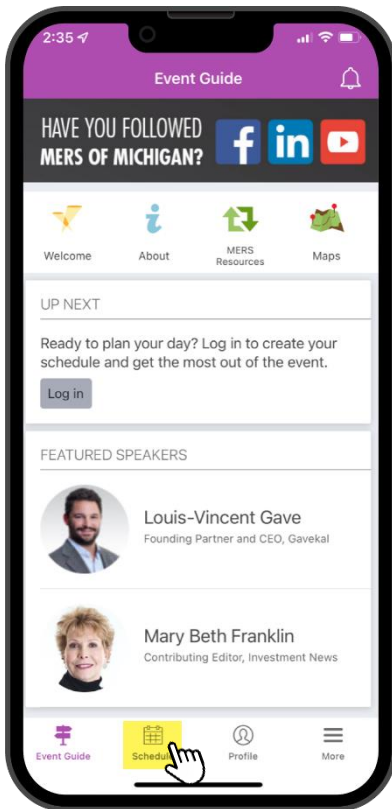 2:35
Event Guide
HAVE YOU FOLLOWED
MERS OF MICHIGAN?
f in
Welcome
About
MERS
Resources
Maps
UP NEXT
Ready to plan your day? Log in to create your
schedule and get the most out of the event.
Log in
FEATURED SPEAKERS
Louis-Vincent Gave
Founding Partner and CEO, Gavekal
Mary Beth Franklin
Contributing Editor, Investment News
Event Guide
Schedule
Profile
More